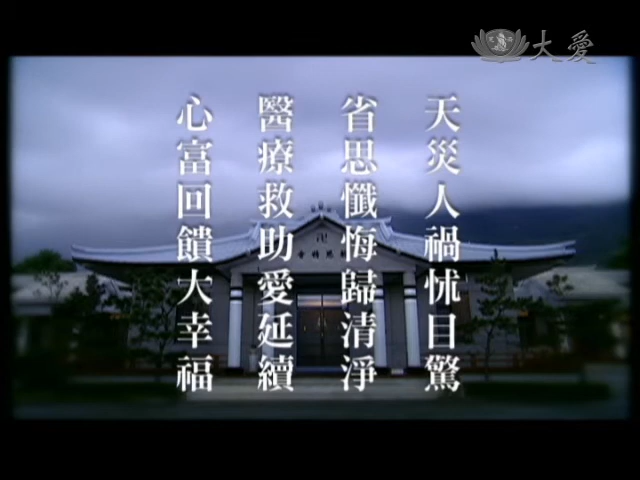 大愛
天災人禍怵目驚
省思懺悔歸清淨
醫療救助愛延續
心富回饋大幸福